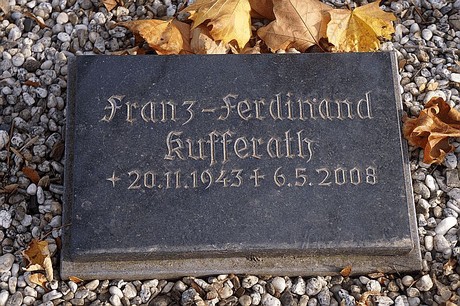 Franz-Ferdinand
Kufferath
* 20.11.1943 + 6.5.2008